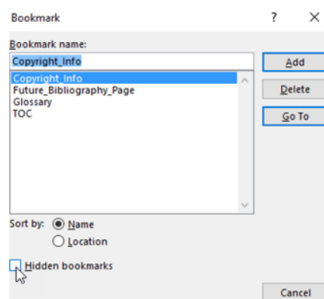 Bookmark ? ×
Bookmark name:
Copyright_Info
Add
Copyright_Info
Future_Bibliography_Page
Glossary
TOC
Delete
Go To
Sort by: Name
Location
Hidden bookmarks
Cancel